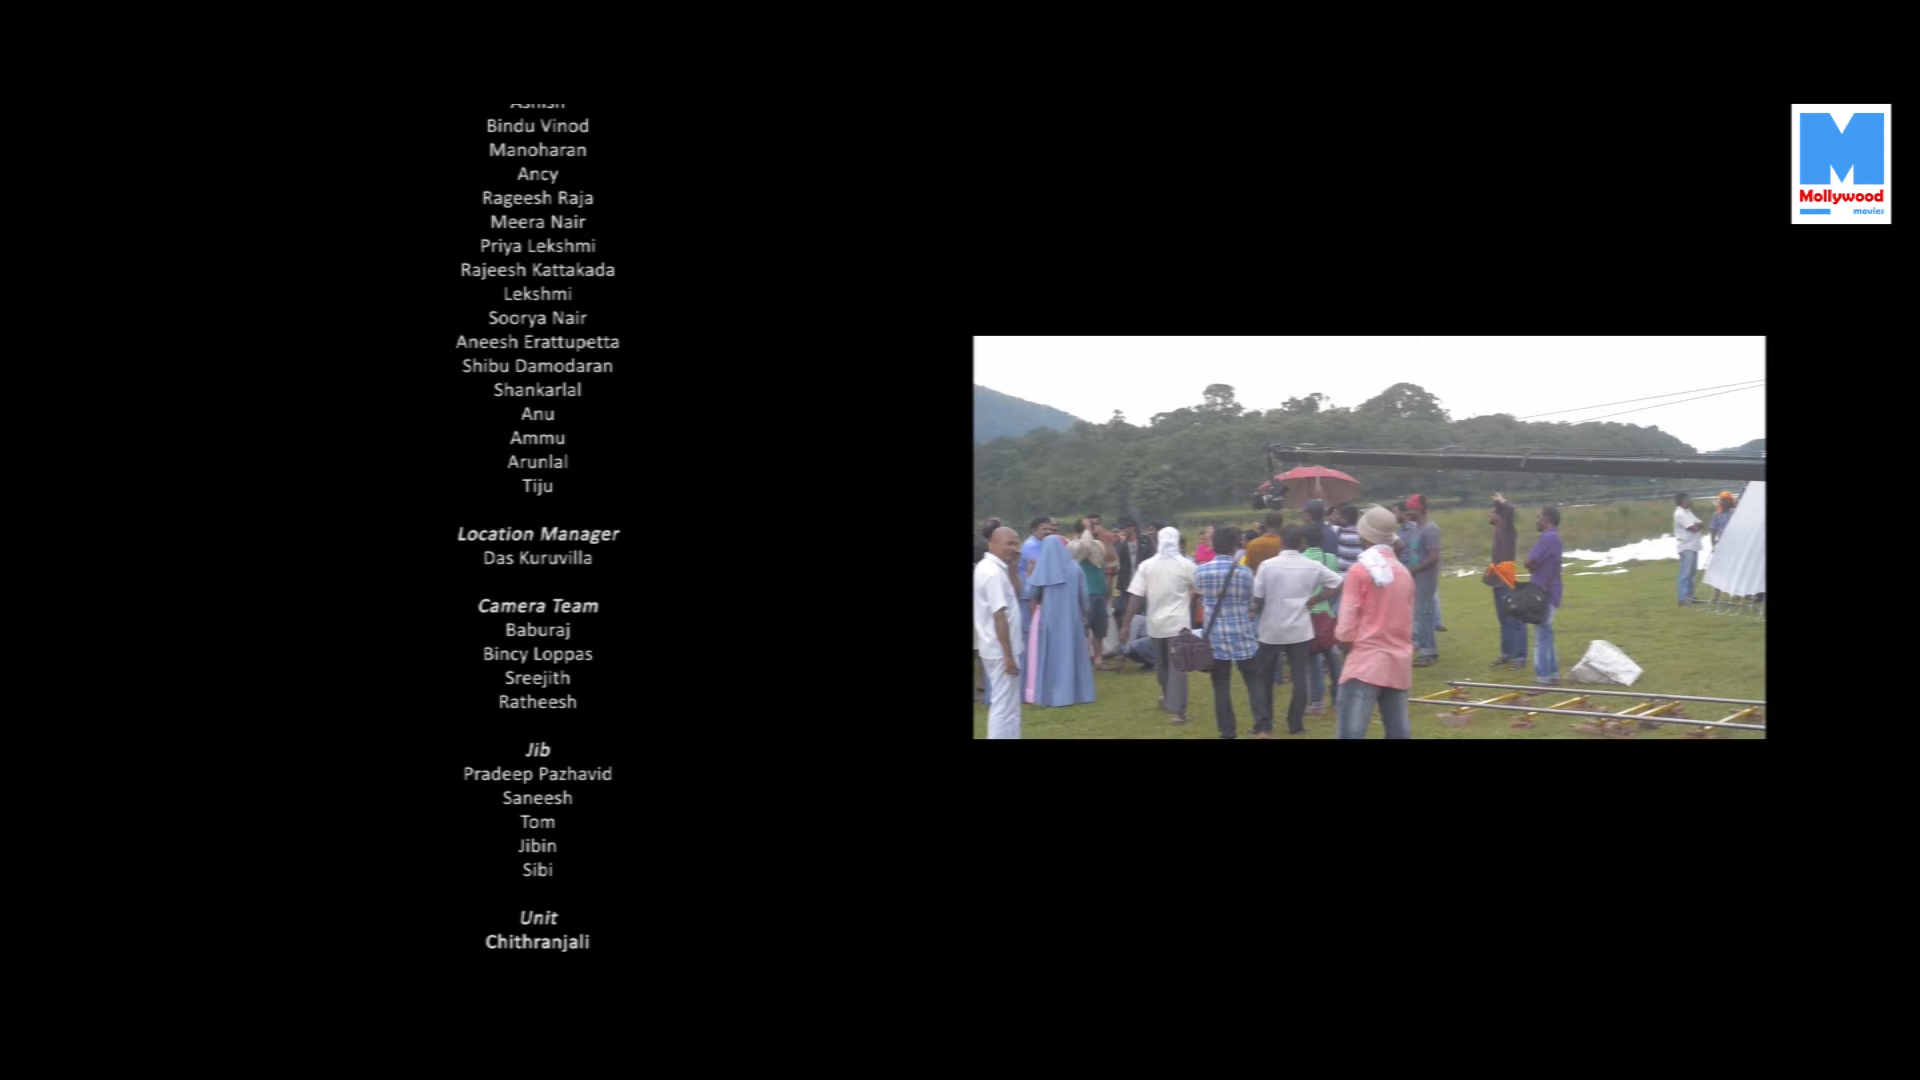 Ashish
Bindu Vinod
Manoharan
Ancy
Rageesh Raja
Meera Nair
Priya Lekshmi
Rajeesh Kattakada
Lekshmi
Soorya Nair
Aneesh Erattupetta
Shibu Damodaran
Shankarlal
Anu
Ammu
Arunlal
Tiju
Location Manager
Das Kuruvilla
Camera Team
Baburaj
Bincy Loppas
Sreejith
Ratheesh
Jib
Pradeep Pazhavid
Saneesh
Tom
Jibin
Sibi
Unit
Chithranjali
M
Mollywood
movies